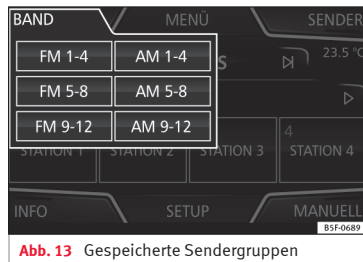 BAND MENÜ SENDER
FM 1-4 AM 1-4 S 23.5 °C
FM 5-8 AM 5-8
FM 9-12 AM 9-12 4
STATION 1 STATION 2 STATION 3 STATION 4
INFO SETUP MANUELL
B5F-0689
Abb. 13 Gespeicherte Sendergruppen